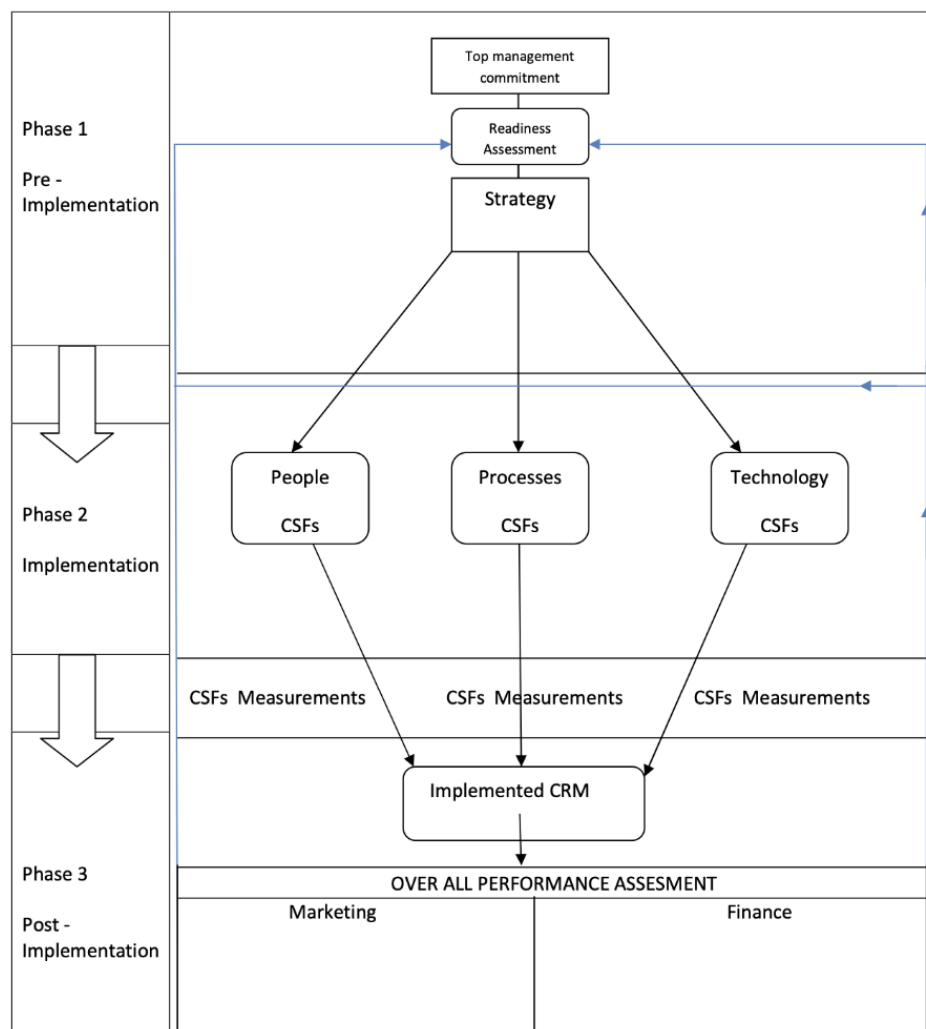 Top management
commitment
Phase 1
Readiness
Assessment
Pre -
Implementation
Strategy
People
Processes
Technology
CSFs
CSFs
CSFs
Phase 2
Implementation
CSFs Measurements
CSFs Measurements
CSFs Measurements
Implemented CRM
Phase 3
OVER ALL PERFORMANCE ASSESMENT
Marketing
Finance
Post -
Implementation